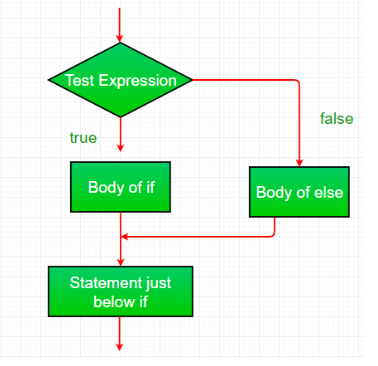 Test Expression
false
true
Body of if
Body of else
Statement just
below if